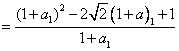 = \frac{(1+a_1)^2 - 2\sqrt{2}(1+a)_1 + 1}{1+a_1}